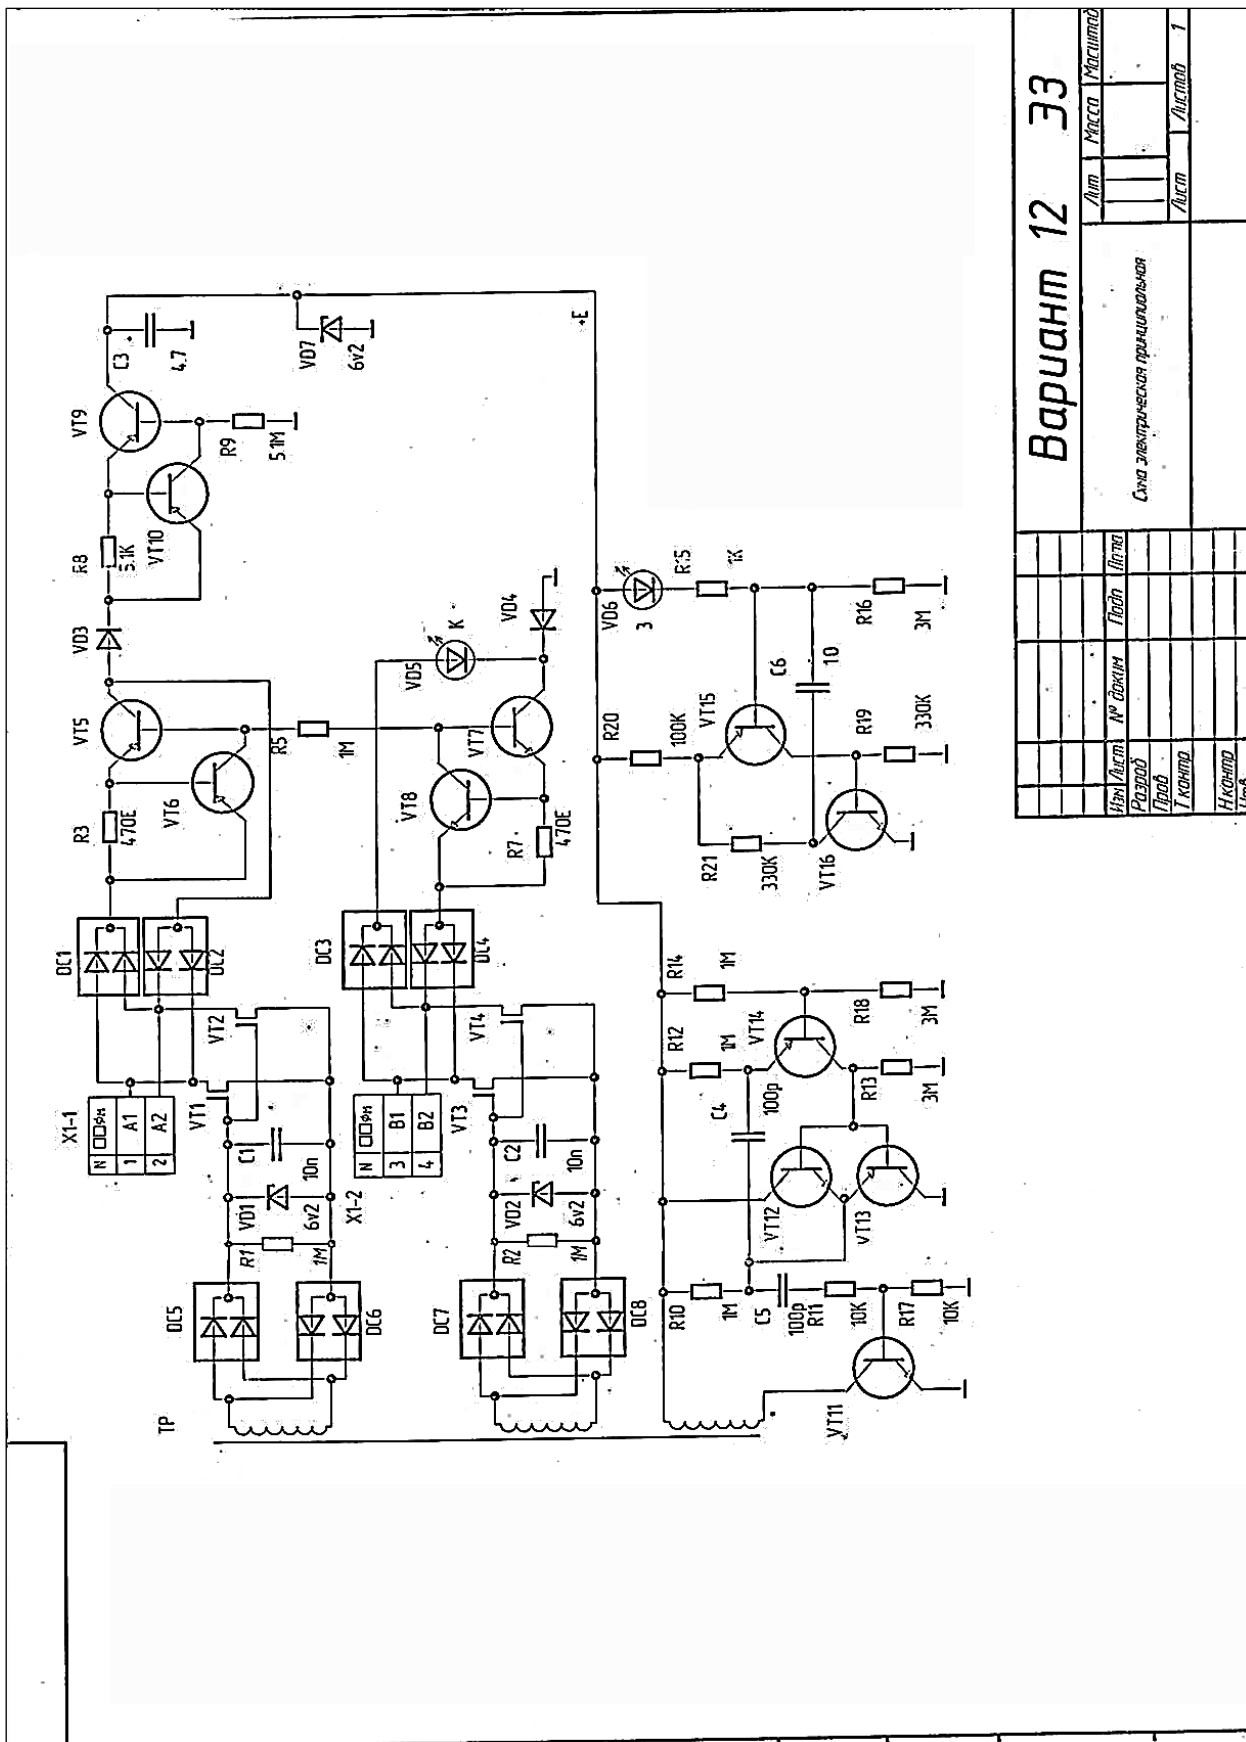 VT9
C3
4.7
VD7
6v2
+E
R9
5.1M
R8
5.1K
VT10
VD3
VT5
R5
1M
VT6
R3
470E
VD5
K
VD4
VT7
VT8
R7
470E
VD6
3
R15
1K
R16
3M
C6
10
R20
100K
VT15
R19
330K
R21
330K
VT16
DC1
DC2
DC3
DC4
R14
1M
VT14
R18
3M
R12
1M
R13
3M
C4
100p
VT2
VT1
VT4
VT3
X1-1
N
1 A1
2 A2
N
3 B1
4 B2
C1
10n
VD1
6v2
X1-2
R1
1M
C2
10n
VD2
6v2
R2
1M
VT12
VT13
DC5
DC6
DC7
DC8
R10
1M
C5
100p
R11
10K
R17
10K
VT11
TP
Вариант 12 Э3
Схема электрическая принципиальная
Лит Масса Масштаб
Лист Листов 1
Изм Лист № докум Подп Дата
Разраб
Пров
Т контр
Н контр